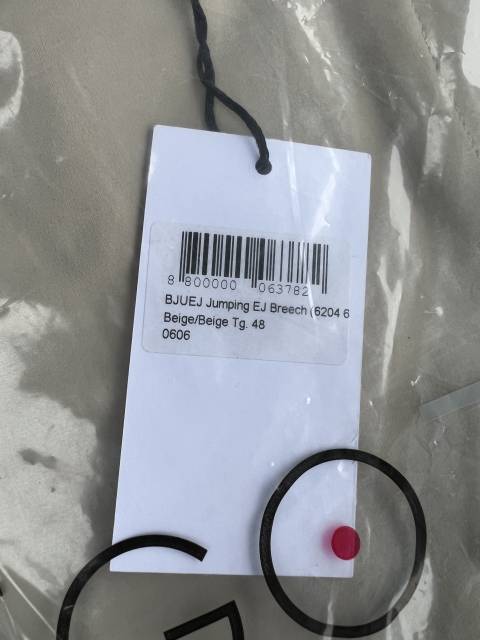 8 800000 063782
BJUEJ Jumping EJ Breech (6204 6
Beige/Beige Tg. 48
0606